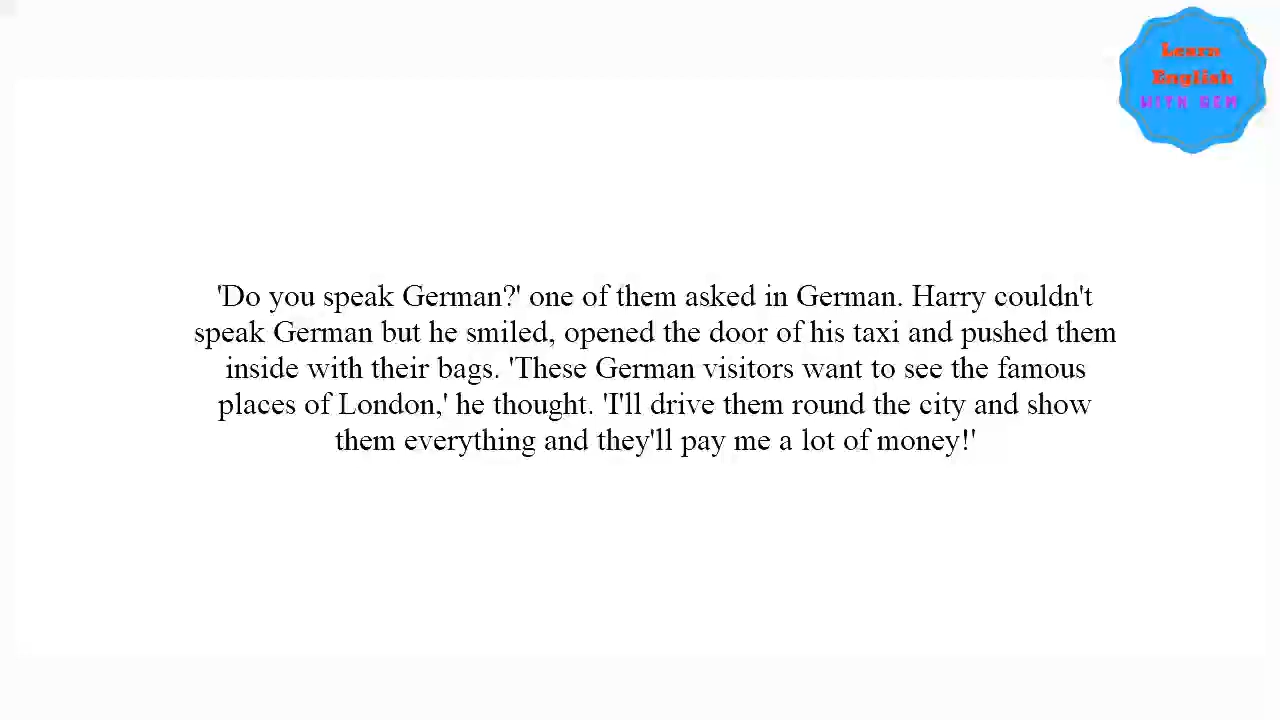 Learn
English
WITH GEM
'Do you speak German?' one of them asked in German. Harry couldn't
speak German but he smiled, opened the door of his taxi and pushed them
inside with their bags. 'These German visitors want to see the famous
places of London,' he thought. 'I'll drive them round the city and show
them everything and they'll pay me a lot of money!'